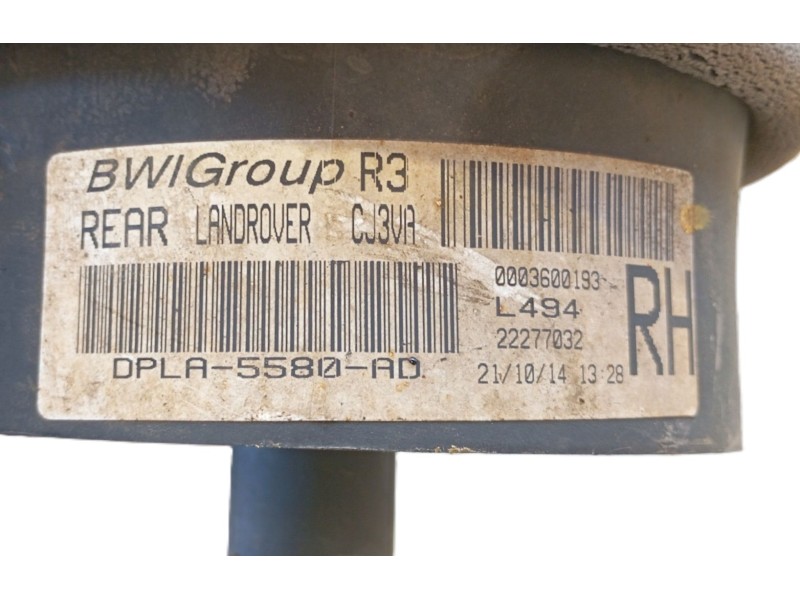 BWIGroup R3
REAR LANDROVER CJ3VA
0003600193
L494
22277032
RH
DPLA-5580-AD
21/10/14 13:28